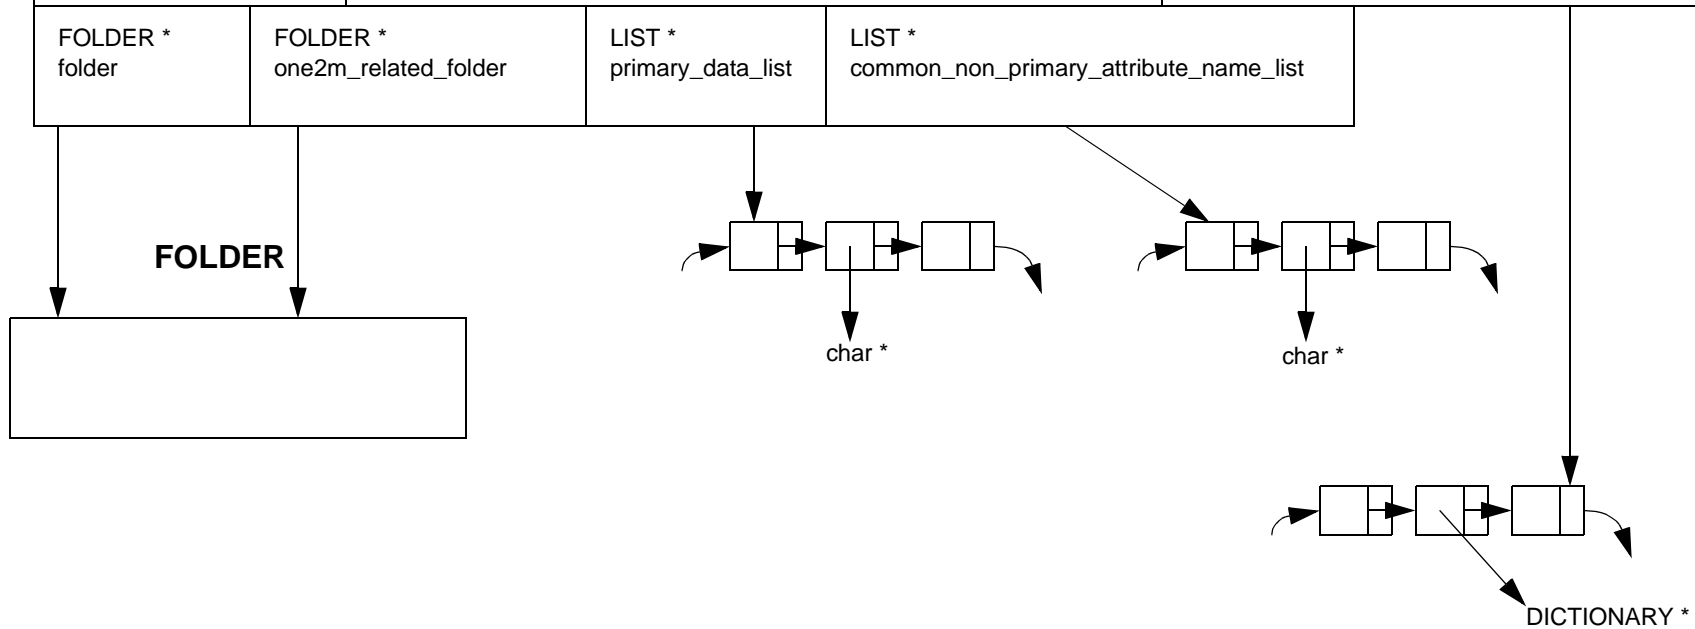 FOLDER *
folder
FOLDER *
one2m_related_folder
LIST *
primary_data_list
LIST *
common_non_primary_attribute_name_list
FOLDER
char *
char *
DICTIONARY *